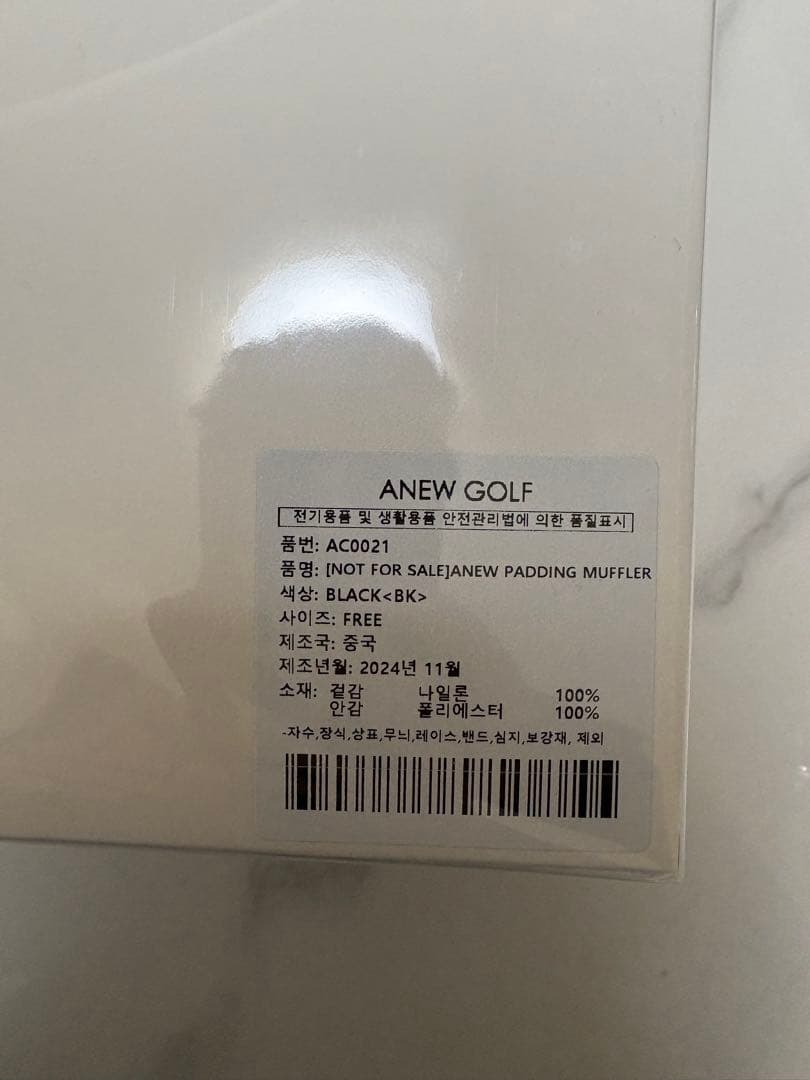 ANEW GOLF
전기용품 및 생활용품 안전관리법에 의한 품질표시
품번: AC0021
품명: [NOT FOR SALE]ANEW PADDING MUFFLER
색상: BLACK<BK>
사이즈: FREE
제조국: 중국
제조년월: 2024년 11월
소재: 겉감 나일론 100%
안감 폴리에스터 100%
-자수,장식,상표,무늬,레이스,밴드,심지,보강재, 제외